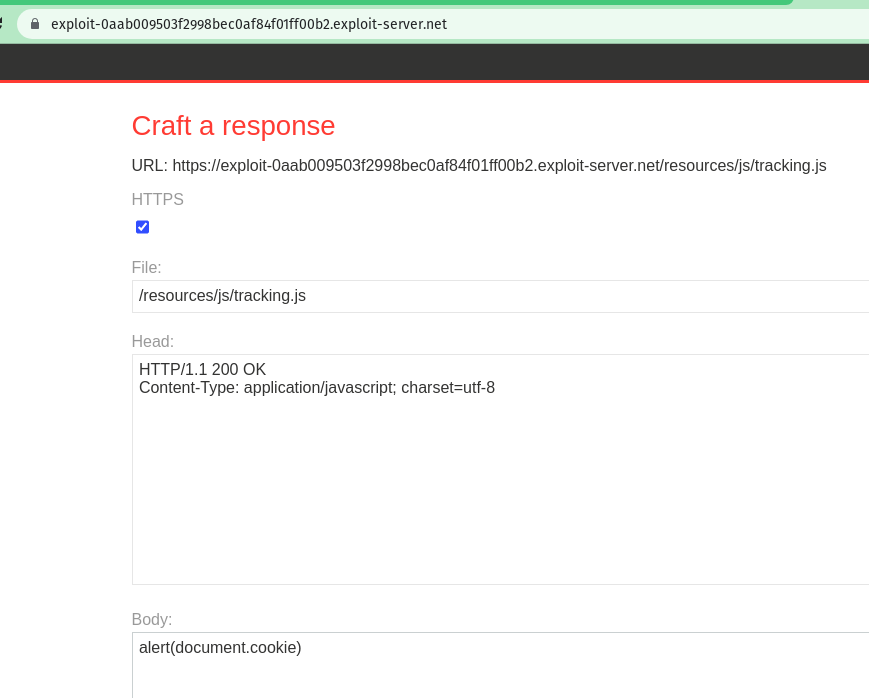 exploit-0aab009503f2998bec0af84f01ff00b2.exploit-server.net
Craft a response
URL: https://exploit-0aab009503f2998bec0af84f01ff00b2.exploit-server.net/resources/js/tracking.js
HTTPS
File:
/resources/js/tracking.js
Head:
HTTP/1.1 200 OK
Content-Type: application/javascript; charset=utf-8
Body:
alert(document.cookie)